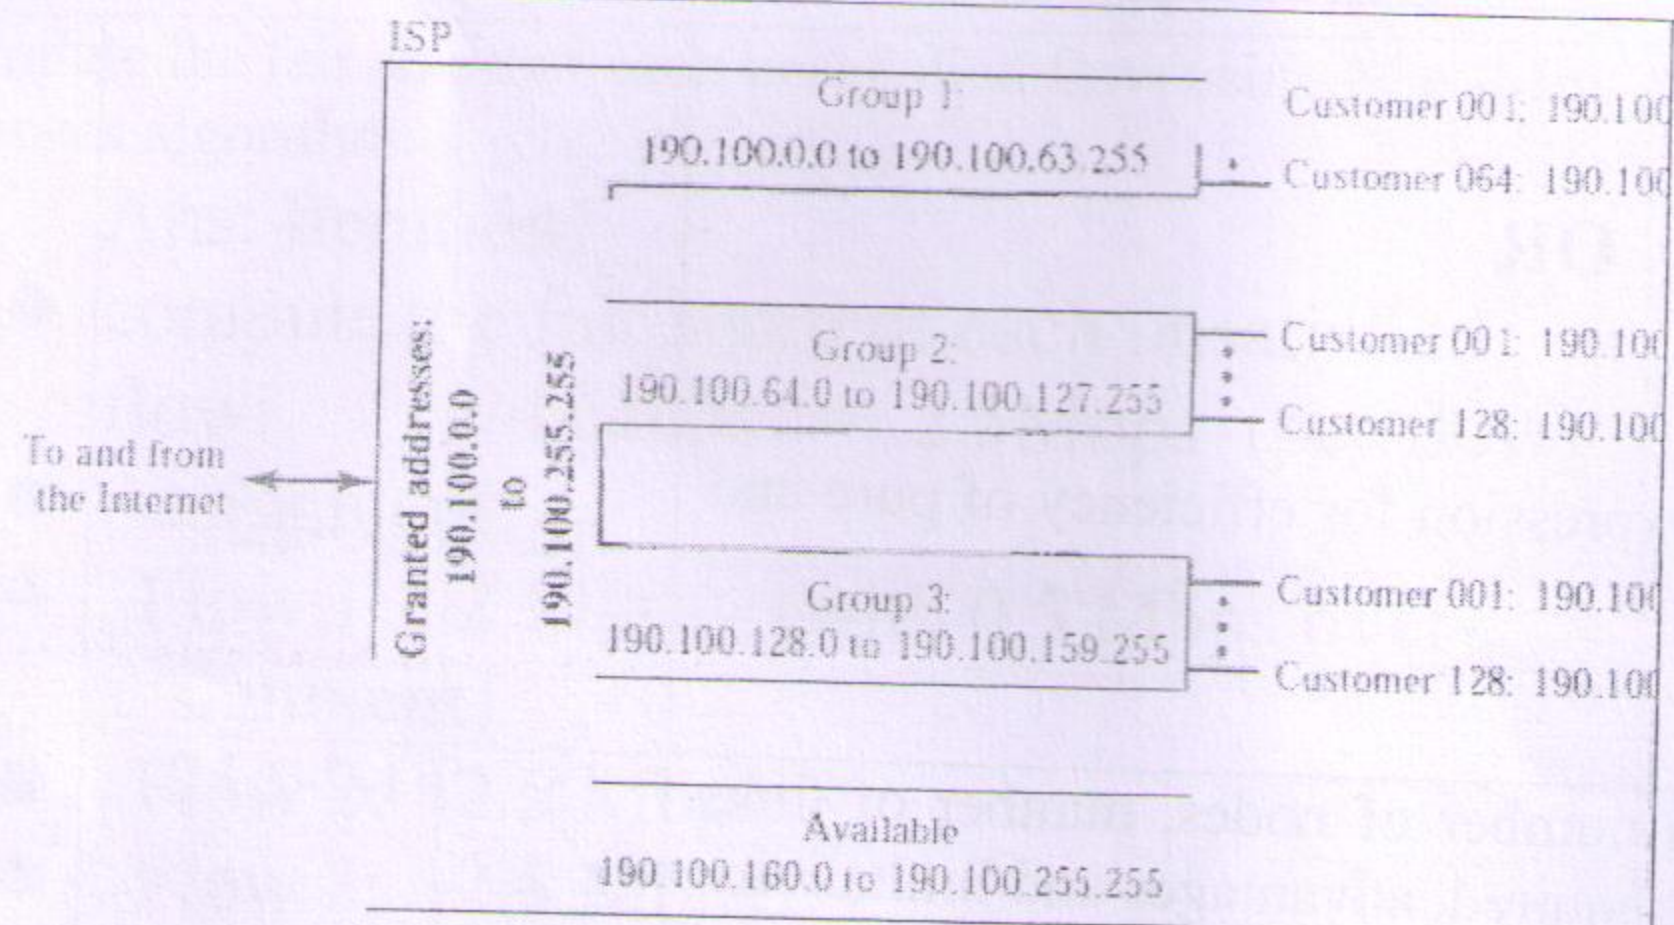 ISP
Group 1:
190.100.0.0 to 190.100.63.255
Customer 001: 190.100
Customer 064: 190.100
OR
Group 2:
190.100.64.0 to 190.100.127.255
Customer 001: 190.100
Customer 128: 190.100
To and from
the Internet
Granted addresses:
190.100.0.0
to
190.100.255.255
Group 3:
190.100.128.0 to 190.100.159.255
Customer 001: 190.100
Customer 128: 190.100
Available
190.100.160.0 to 190.100.255.255